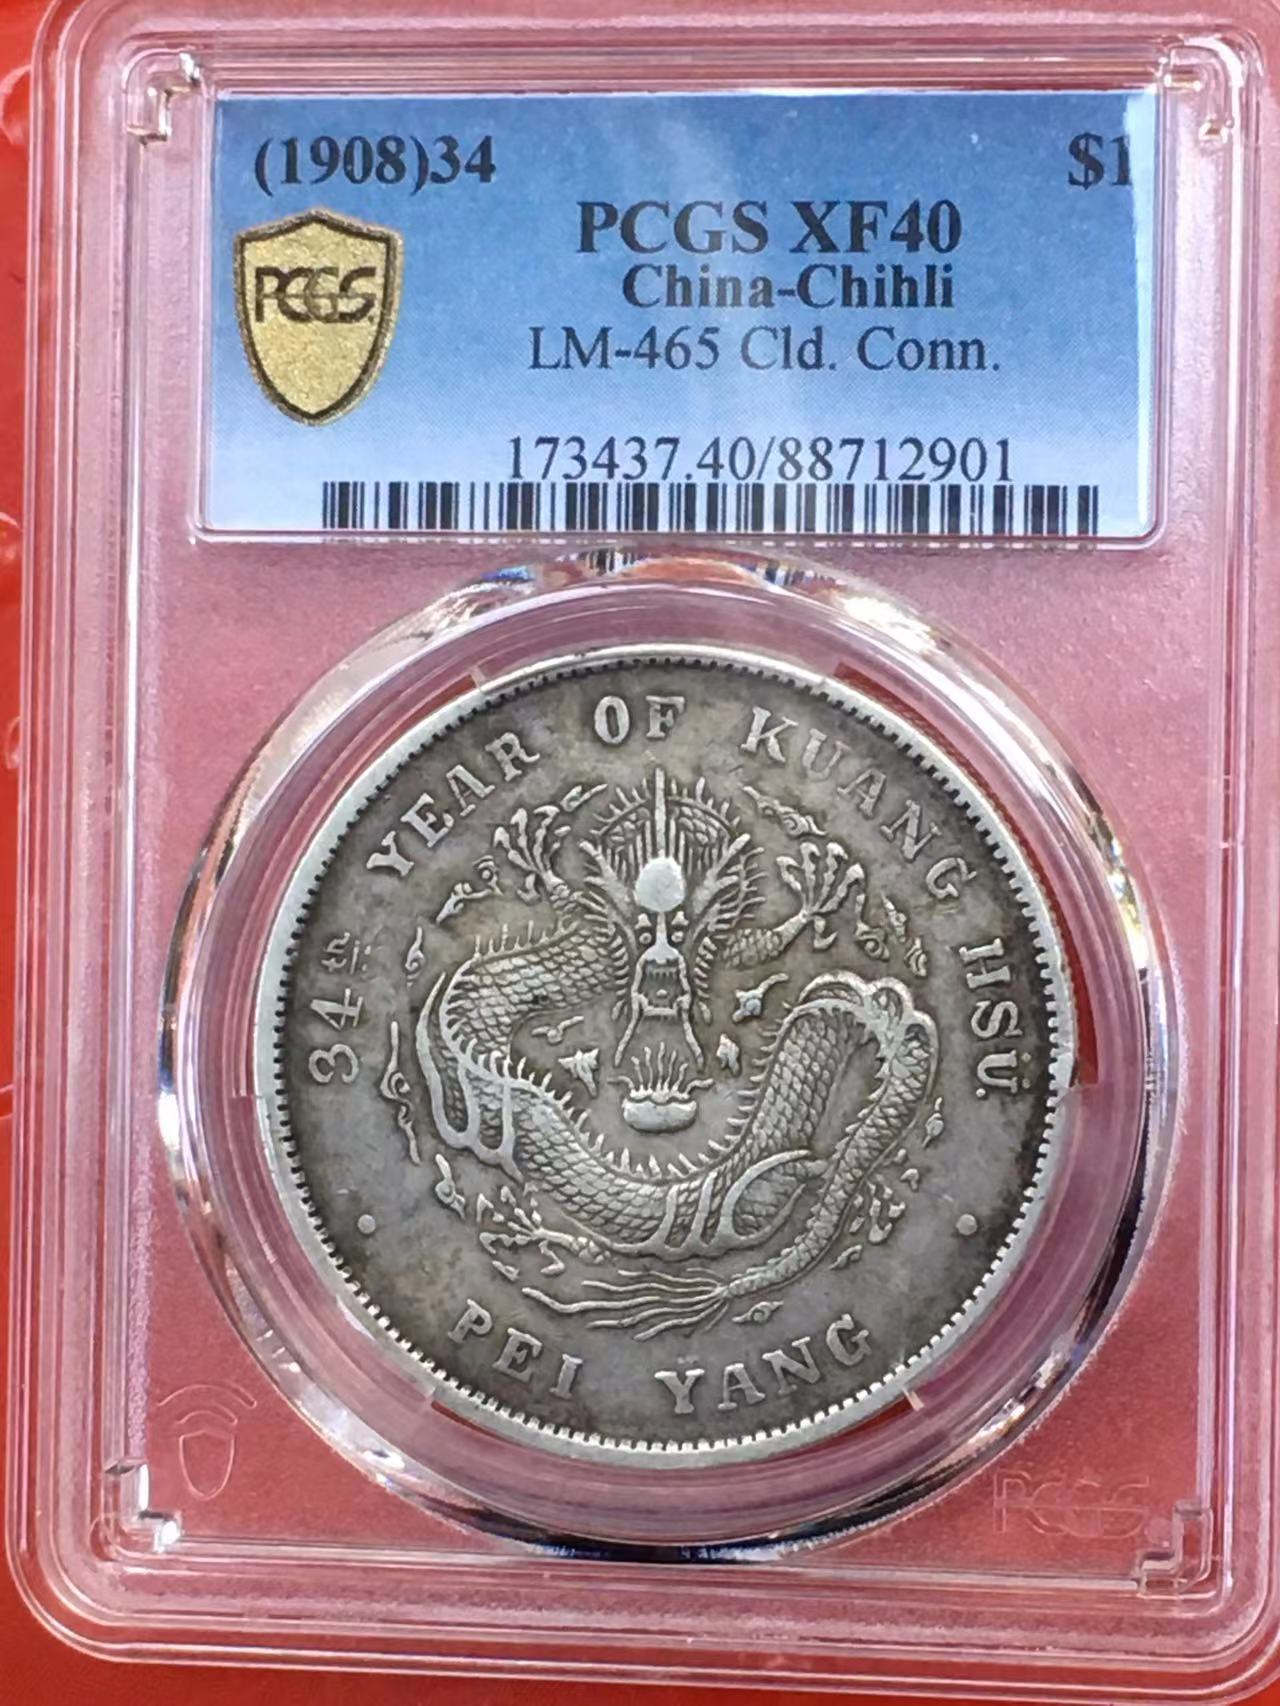 (1908)34 $1
PCGS XF40
China-Chihli
PCGS
LM-465 Cld. Conn.
173437.40/88712901
34th YEAR OF KUANG HSÜ.
PEI YANG
PCGS